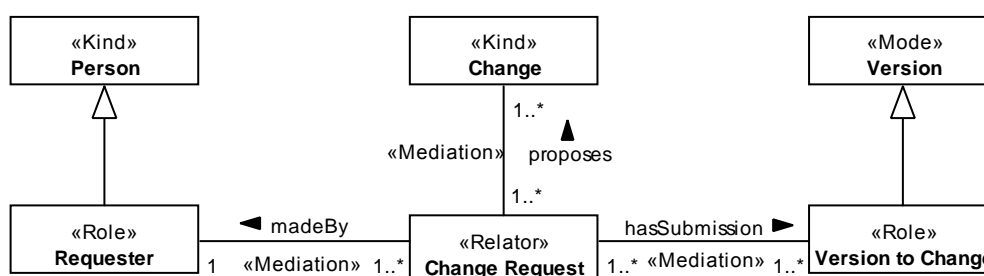 «Kind»
Person
«Kind»
Change
«Mode»
Version
1..*
«Mediation»
proposes
1..*
«Role»
Requester
madeBy
1
«Mediation»
1..*
«Relator»
Change Request
hasSubmission
1..*
«Mediation»
1..*
«Role»
Version to Change